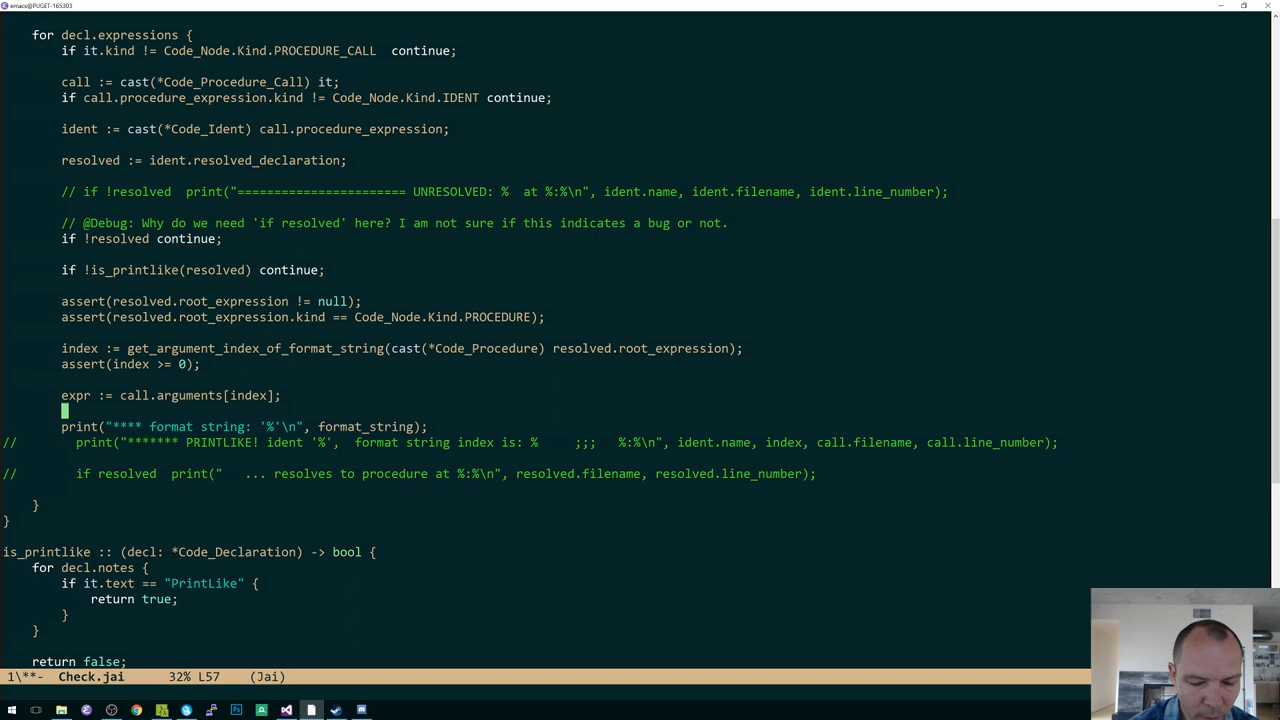 emacs@PUGET-165303
for decl.expressions {
if it.kind != Code_Node.Kind.PROCEDURE_CALL  continue;
call := cast(*Code_Procedure_Call) it;
if call.procedure_expression.kind != Code_Node.Kind.IDENT continue;
ident := cast(*Code_Ident) call.procedure_expression;
resolved := ident.resolved_declaration;
// if !resolved  print("======================= UNRESOLVED: %  at %:%\n", ident.name, ident.filename, ident.line_number);
// @Debug: Why do we need 'if resolved' here? I am not sure if this indicates a bug or not.
if !resolved continue;
if !is_printlike(resolved) continue;
assert(resolved.root_expression != null);
assert(resolved.root_expression.kind == Code_Node.Kind.PROCEDURE);
index := get_argument_index_of_format_string(cast(*Code_Procedure) resolved.root_expression);
assert(index >= 0);
expr := call.arguments[index];
print("**** format string: '%'\n", format_string);
//        print("******* PRINTLIKE! ident '%',  format string index is: %     ;;;   %:%\n", ident.name, index, call.filename, call.line_number);
//        if resolved  print("   ... resolves to procedure at %:%\n", resolved.filename, resolved.line_number);
}
}
is_printlike :: (decl: *Code_Declaration) -> bool {
for decl.notes {
if it.text == "PrintLike" {
return true;
}
}
return false;
1\**-  Check.jai      32% L57    (Jai)